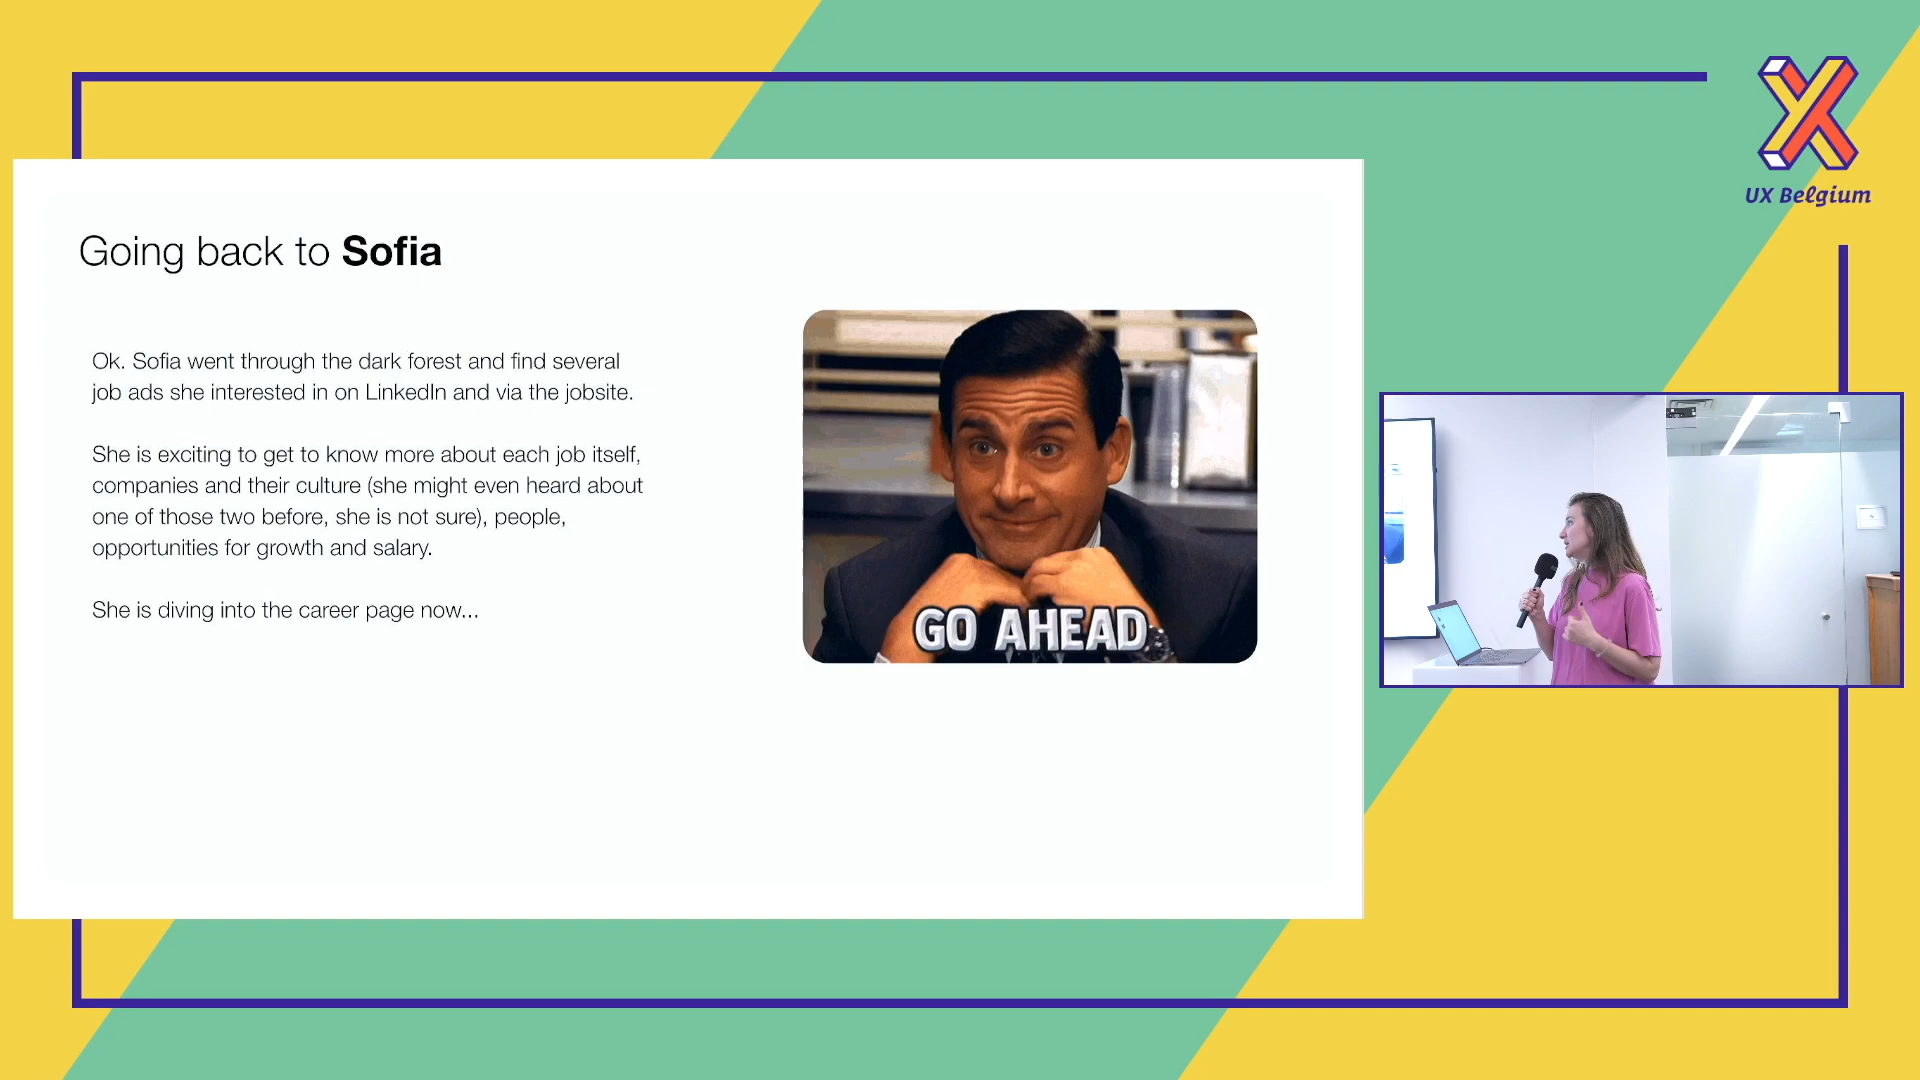 Going back to Sofia
Ok. Sofia went through the dark forest and find several
job ads she interested in on LinkedIn and via the jobsite.
She is exciting to get to know more about each job itself,
companies and their culture (she might even heard about
one of those two before, she is not sure), people,
opportunities for growth and salary.
She is diving into the career page now...
GO AHEAD
UX Belgium